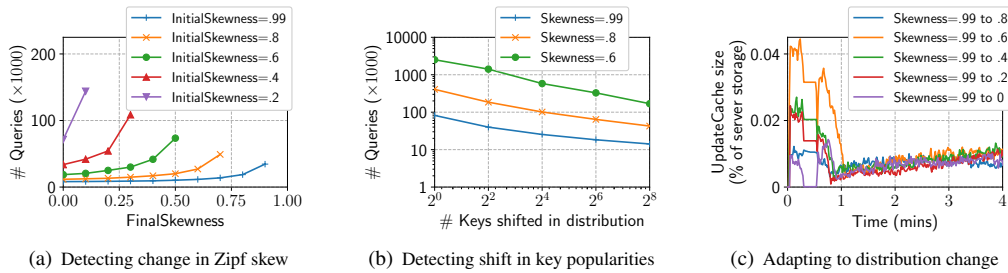 InitialSkewness=.99
InitialSkewness=.8
InitialSkewness=.6
InitialSkewness=.4
InitialSkewness=.2
# Queries (×1000)
200
100
0
0.00 0.25 0.50 0.75 1.00
FinalSkewness
(a) Detecting change in Zipf skew
Skewness=.99
Skewness=.8
Skewness=.6
# Queries (×1000)
10000
1000
100
10
1
2^0 2^2 2^4 2^6 2^8
# Keys shifted in distribution
(b) Detecting shift in key popularities
Skewness=.99 to .8
Skewness=.99 to .6
Skewness=.99 to .4
Skewness=.99 to .2
Skewness=.99 to 0
UpdateCache size
(% of server storage)
0.04
0.02
0.00
0 1 2 3 4
Time (mins)
(c) Adapting to distribution change